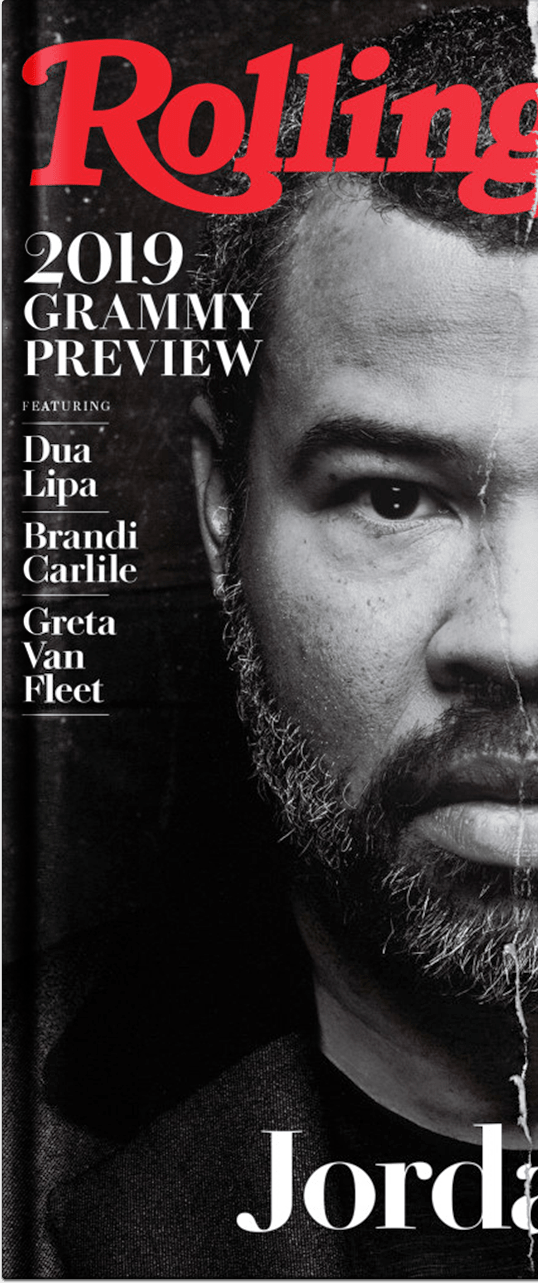 Rolling
2019
GRAMMY
PREVIEW
FEATURING
Dua
Lipa
Brandi
Carlile
Greta
Van
Fleet
Jorda